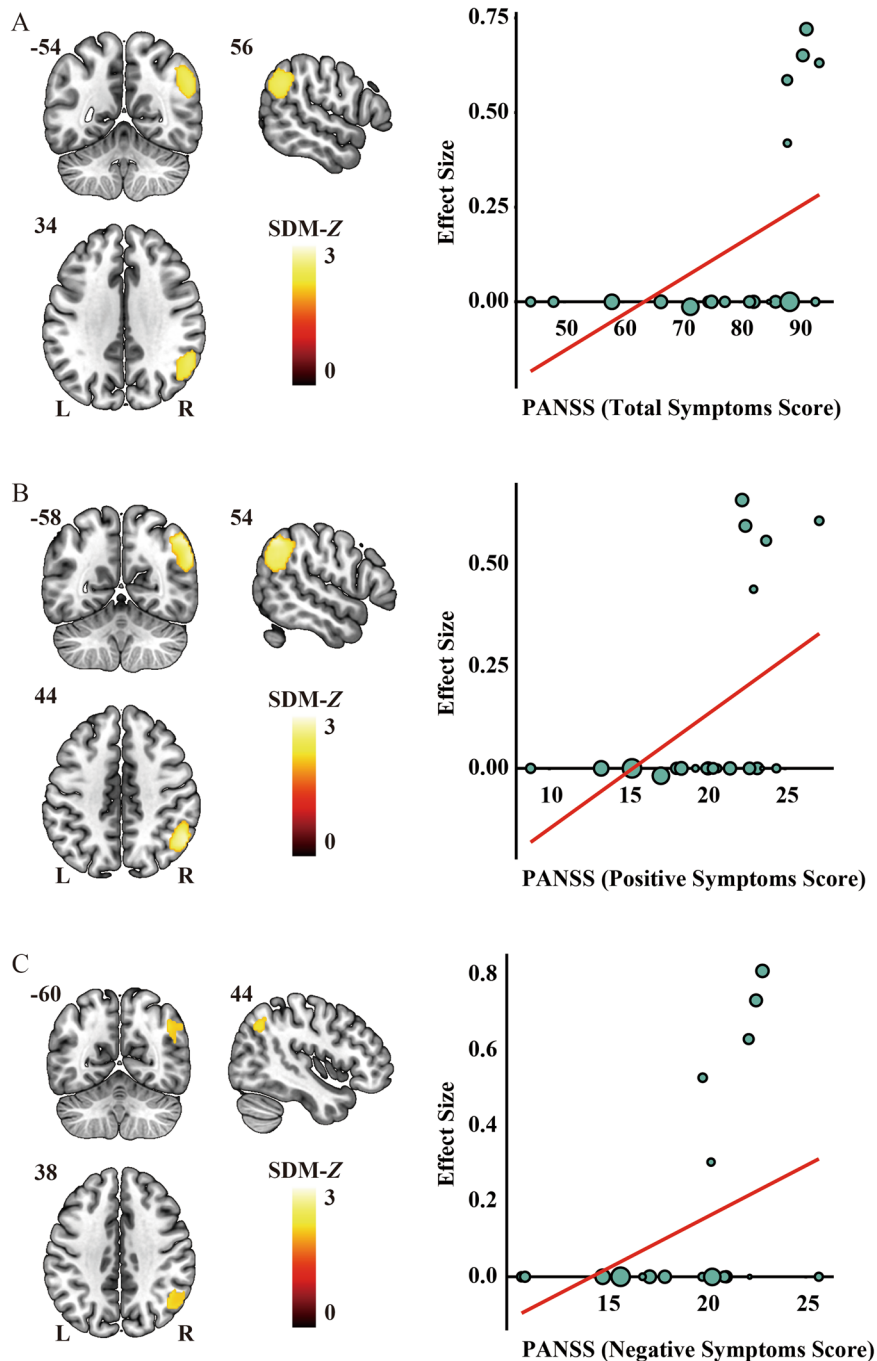 A
-54
56
34
SDM-Z
3
0
L
R
0.75
0.50
0.25
0.00
Effect Size
50
60
70
80
90
PANSS (Total Symptoms Score)
B
-58
54
44
SDM-Z
3
0
L
R
0.50
0.25
0.00
Effect Size
10
15
20
25
PANSS (Positive Symptoms Score)
C
-60
44
38
SDM-Z
3
0
L
R
0.8
0.6
0.4
0.2
0.0
Effect Size
15
20
25
PANSS (Negative Symptoms Score)